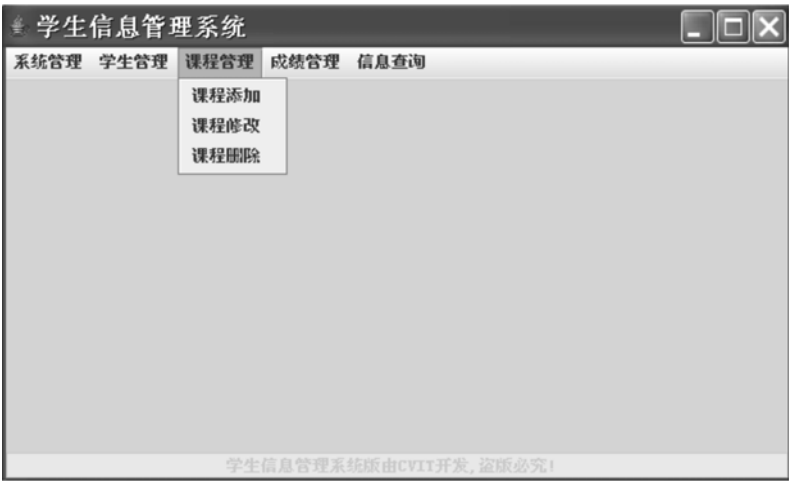 学生信息管理系统
系统管理 学生管理 课程管理 成绩管理 信息查询
课程添加
课程修改
课程删除
学生信息管理系统版由CVIT开发,盗版必究!